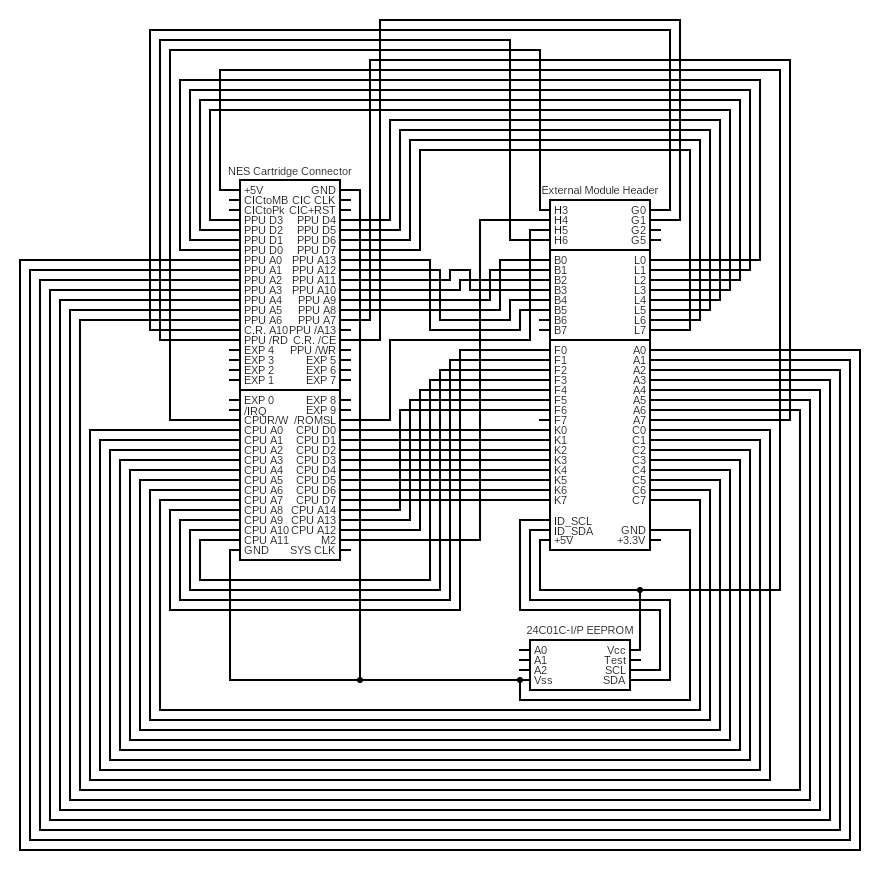 NES Cartridge Connector
+5V GND
CICtoMB CIC CLK
CICtoPk CIC+RST
PPU D3 PPU D4
PPU D2 PPU D5
PPU D1 PPU D6
PPU D0 PPU D7
PPU A0 PPU A13
PPU A1 PPU A12
PPU A2 PPU A11
PPU A3 PPU A10
PPU A4 PPU A9
PPU A5 PPU A8
PPU A6 PPU A7
C.R. A10 PPU /A13
PPU /RD C.R. /CE
EXP 4 PPU /WR
EXP 3 EXP 5
EXP 2 EXP 6
EXP 1 EXP 7
EXP 0 EXP 8
/IRQ EXP 9
CPUR/W /ROMSL
CPU A0 CPU D0
CPU A1 CPU D1
CPU A2 CPU D2
CPU A3 CPU D3
CPU A4 CPU D4
CPU A5 CPU D5
CPU A6 CPU D6
CPU A7 CPU D7
CPU A8 CPU A14
CPU A9 CPU A13
CPU A10 CPU A12
CPU A11 M2
GND SYS CLK
External Module Header
H3 G0
H4 G1
H5 G2
H6 G5
B0 L0
B1 L1
B2 L2
B3 L3
B4 L4
B5 L5
B6 L6
B7 L7
F0 A0
F1 A1
F2 A2
F3 A3
F4 A4
F5 A5
F6 A6
F7 A7
K0 C0
K1 C1
K2 C2
K3 C3
K4 C4
K5 C5
K6 C6
K7 C7
ID_SCL
ID_SDA GND
+5V +3.3V
24C01C-I/P EEPROM
A0 Vcc
A1 Test
A2 SCL
Vss SDA